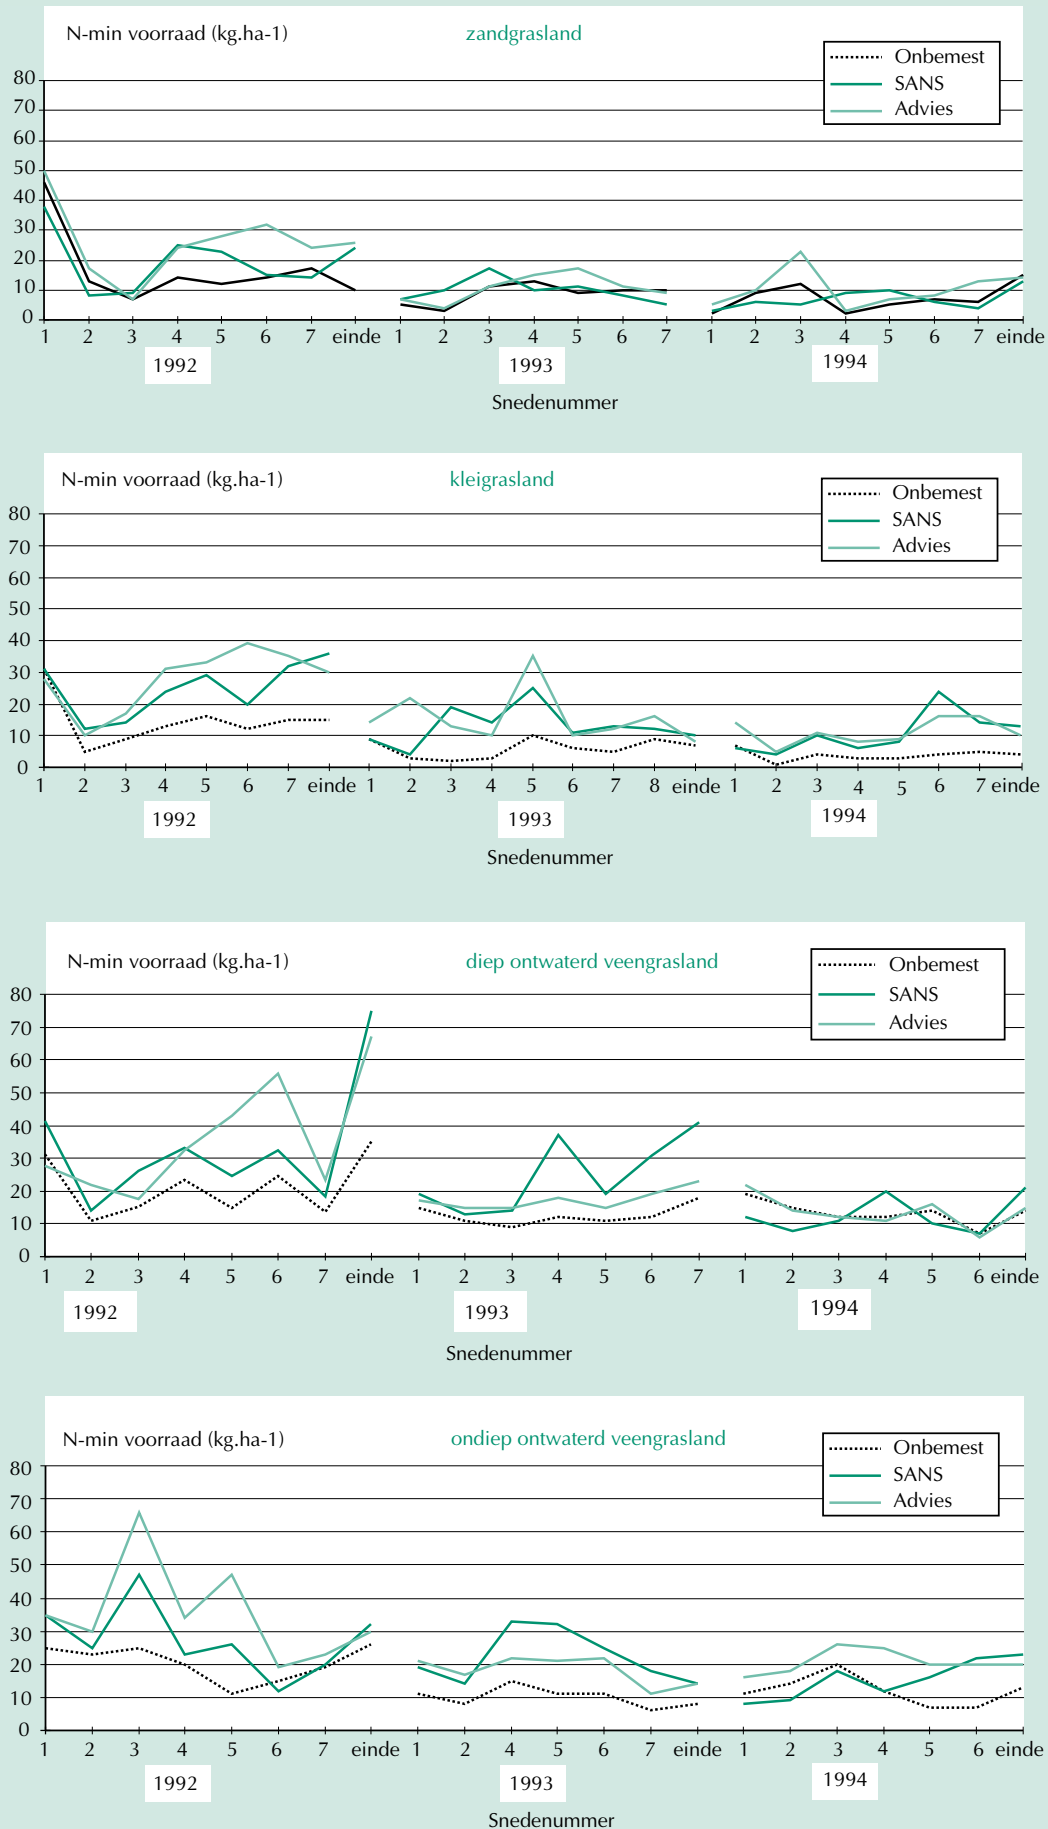 N-min voorraad (kg.ha-1) zandgrasland
Onbemest
SANS
Advies
80
70
60
50
40
30
20
10
0
1 2 3 4 5 6 7 einde 1 2 3 4 5 6 7 1 2 3 4 5 6 7 einde
1992 1993 1994
Snedenummer
N-min voorraad (kg.ha-1) kleigrasland
Onbemest
SANS
Advies
80
70
60
50
40
30
20
10
0
1 2 3 4 5 6 7 einde 1 2 3 4 5 6 7 8 einde 1 2 3 4 5 6 7 einde
1992 1993 1994
Snedenummer
N-min voorraad (kg.ha-1) diep ontwaterd veengrasland
Onbemest
SANS
Advies
80
70
60
50
40
30
20
10
0
1 2 3 4 5 6 7 einde 1 2 3 4 5 6 7 1 2 3 4 5 6 einde
1992 1993 1994
Snedenummer
N-min voorraad (kg.ha-1) ondiep ontwaterd veengrasland
Onbemest
SANS
Advies
80
70
60
50
40
30
20
10
0
1 2 3 4 5 6 7 einde 1 2 4 5 6 7 einde 1 2 3 4 5 6 einde
1992 1993 1994
Snedenummer